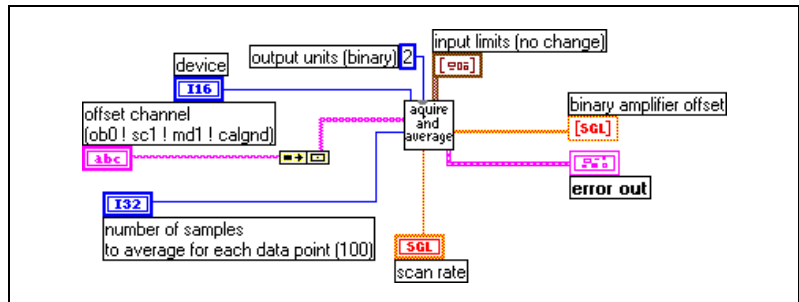 input limits (no change)
output units (binary) 2
device
I16
binary amplifier offset
offset channel
(ob0 ! sc1 ! md1 ! calgnd)
abc
aquire
and
average
[SGL]
error out
I32
number of samples
to average for each data point (100)
SGL
scan rate